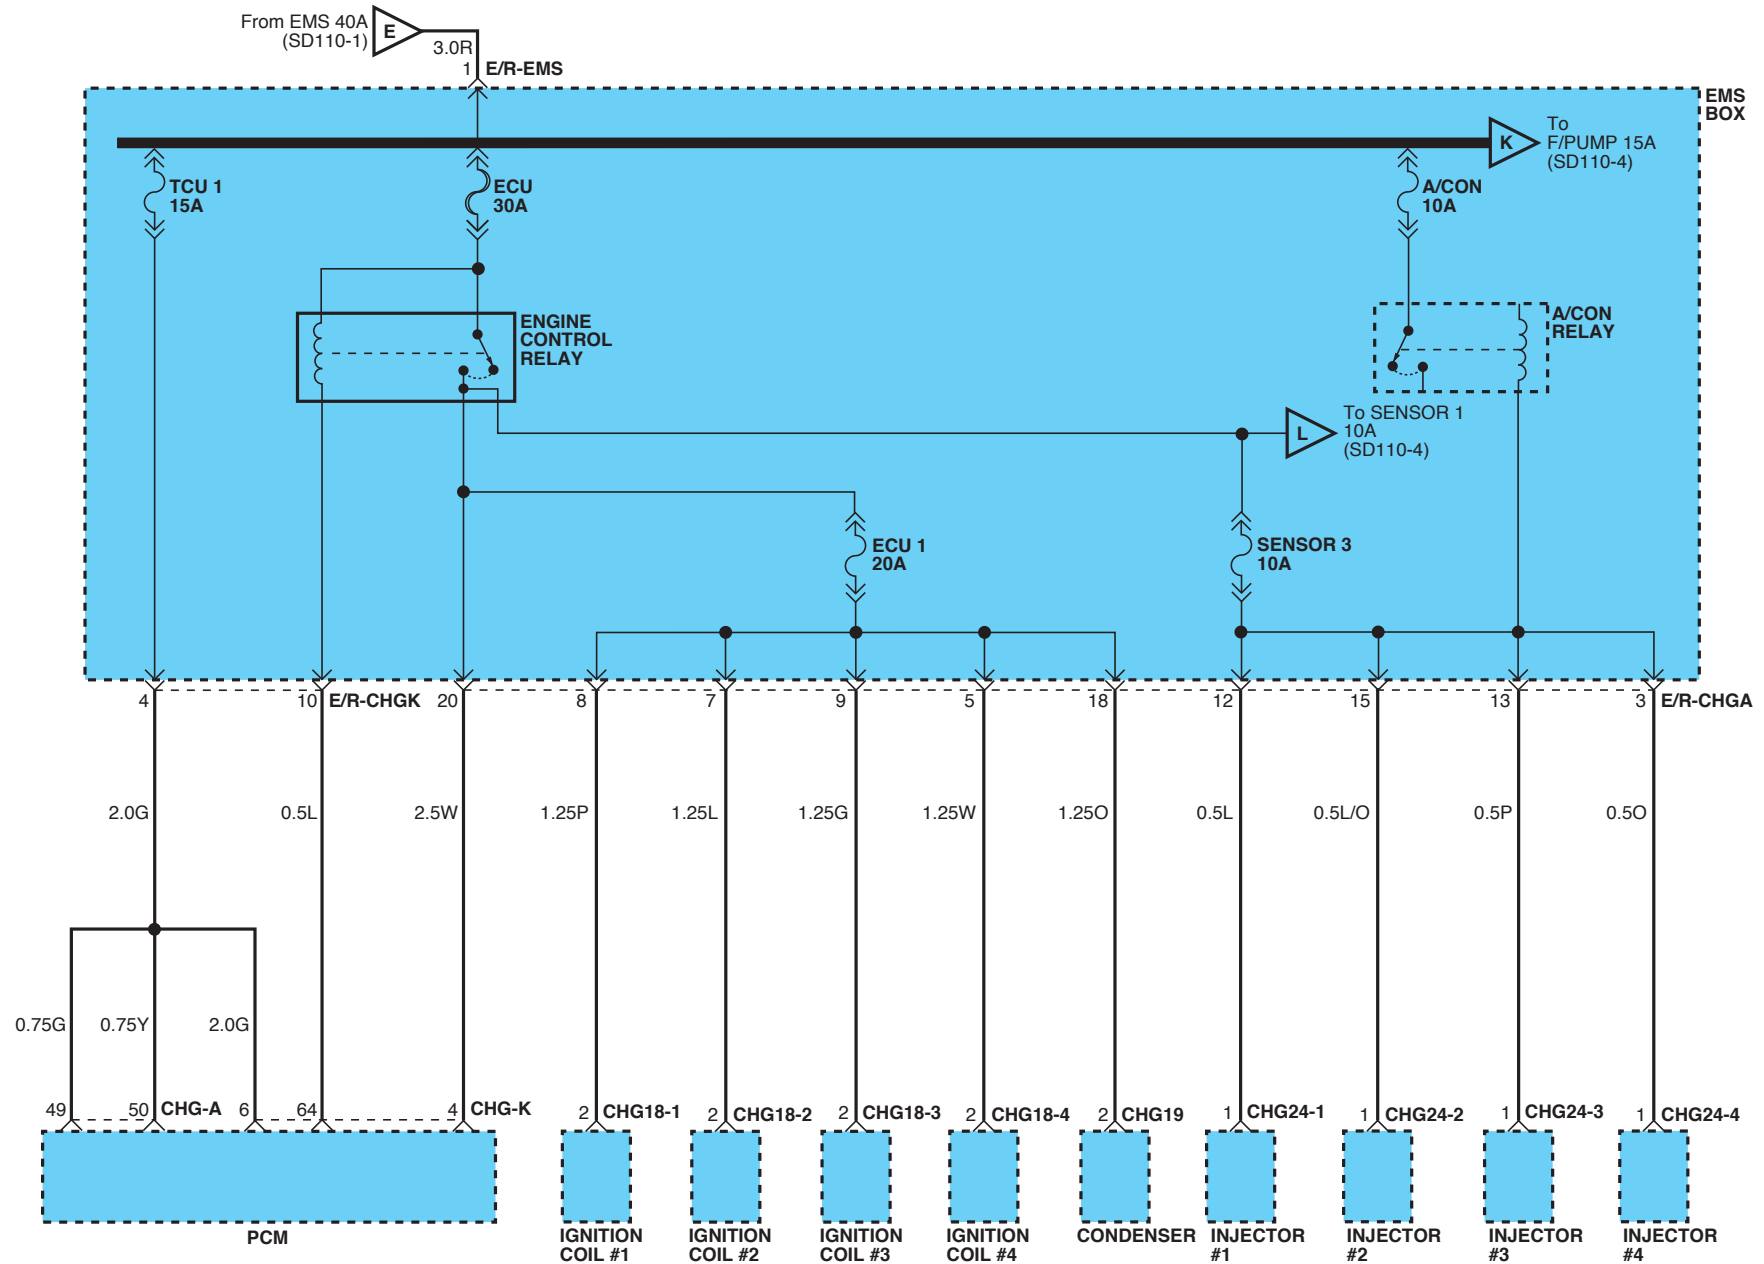 From EMS 40A
(SD110-1)
E
3.0R
1
E/R-EMS
EMS
BOX
K
To
F/PUMP 15A
(SD110-4)
TCU 1
15A
ECU
30A
A/CON
10A
ENGINE
CONTROL
RELAY
A/CON
RELAY
L
To SENSOR 1
10A
(SD110-4)
ECU 1
20A
SENSOR 3
10A
4
10
E/R-CHGK
20
8
7
9
5
18
12
15
13
3
E/R-CHGA
2.0G
0.5L
2.5W
1.25P
1.25L
1.25G
1.25W
1.25O
0.5L
0.5L/O
0.5P
0.5O
0.75G
0.75Y
2.0G
49
50
CHG-A
6
64
4
CHG-K
2
CHG18-1
2
CHG18-2
2
CHG18-3
2
CHG18-4
2
CHG19
1
CHG24-1
1
CHG24-2
1
CHG24-3
1
CHG24-4
PCM
IGNITION
COIL #1
IGNITION
COIL #2
IGNITION
COIL #3
IGNITION
COIL #4
CONDENSER
INJECTOR
#1
INJECTOR
#2
INJECTOR
#3
INJECTOR
#4